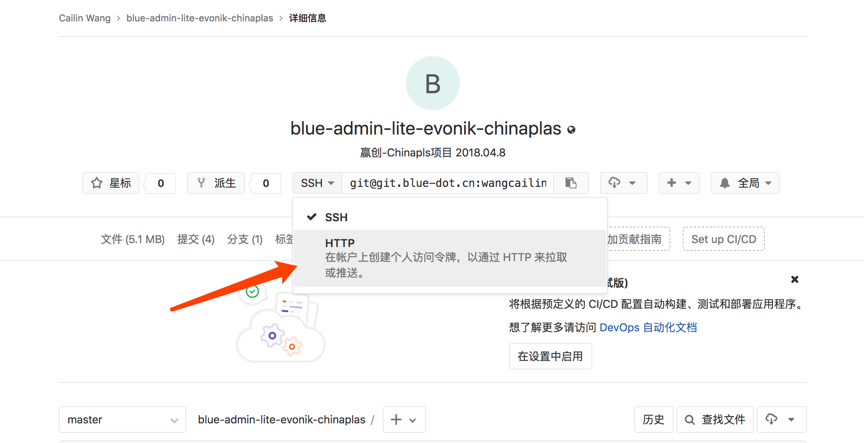 Cailin Wang > blue-admin-lite-evonik-chinaplas > 详细信息
B
blue-admin-lite-evonik-chinaplas
赢创-Chinapls项目 2018.04.8
星标 0 派生 0 SSH git@git.blue-dot.cn:wangcailin 全局
SSH
文件 (5.1 MB) 提交 (4) 分支 (1) 标签
HTTP
在帐户上创建个人访问令牌，以通过 HTTP 来拉取
或推送。
加贡献指南 Set up CI/CD
版)
将根据预定义的 CI/CD 配置自动构建、测试和部署应用程序。
想了解更多请访问 DevOps 自动化文档
在设置中启用
master blue-admin-lite-evonik-chinaplas / 历史 查找文件